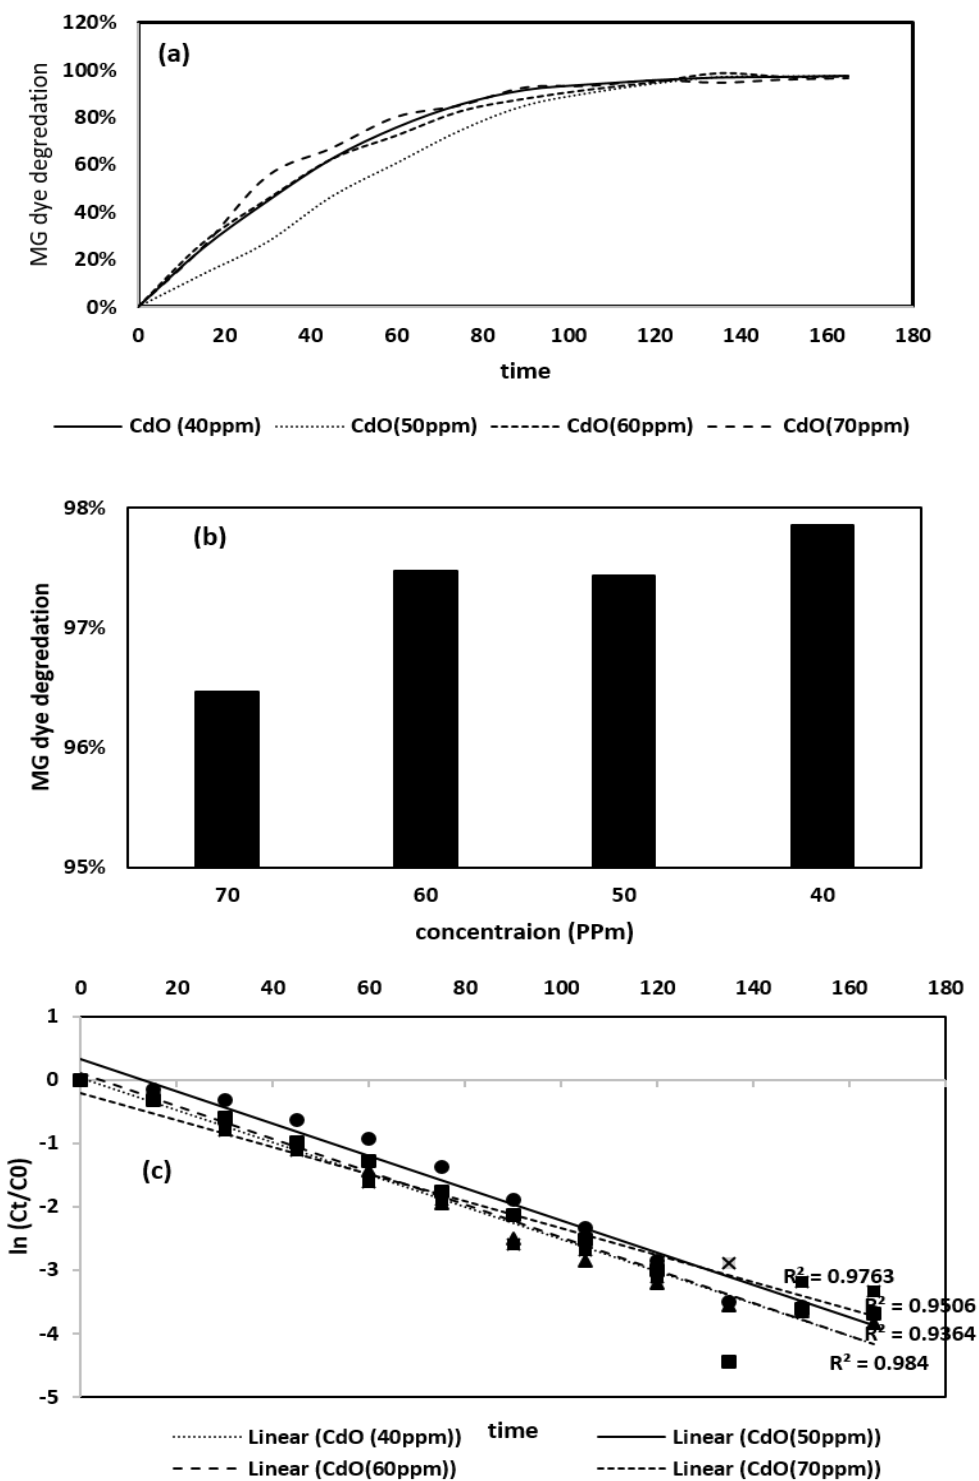 120%
(a)
100%
80%
60%
40%
20%
0%
MG dye degredation
0 20 40 60 80 100 120 140 160 180
time
CdO (40ppm) CdO(50ppm) CdO(60ppm) CdO(70ppm)
98%
(b)
97%
96%
95%
MG dye degredation
70 60 50 40
concentraion (PPm)
0 20 40 60 80 100 120 140 160 180
1
0
-1
(c)
-2
-3
-4
-5
ln (Ct/C0)
R² = 0.9763
R² = 0.9506
R² = 0.9364
R² = 0.984
time
Linear (CdO (40ppm)) Linear (CdO(50ppm))
Linear (CdO(60ppm)) Linear (CdO(70ppm))